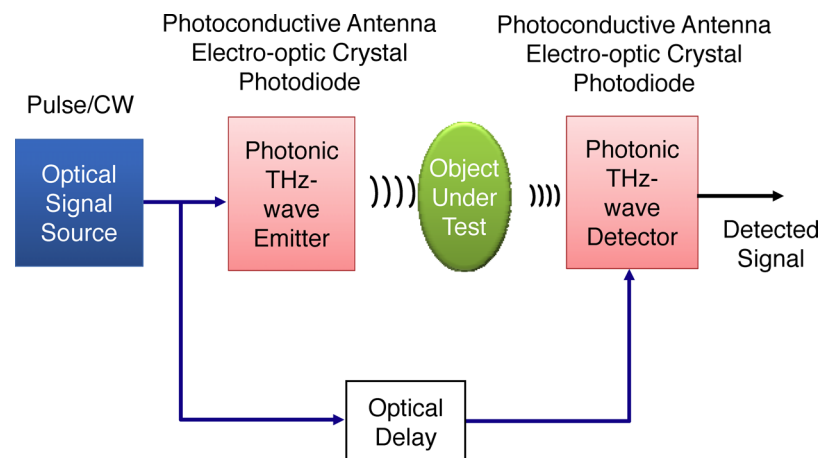 Photoconductive Antenna
Electro-optic Crystal
Photodiode
Photoconductive Antenna
Electro-optic Crystal
Photodiode
Pulse/CW
Optical
Signal
Source
Photonic
THz-
wave
Emitter
Object
Under
Test
Photonic
THz-
wave
Detector
Detected
Signal
Optical
Delay